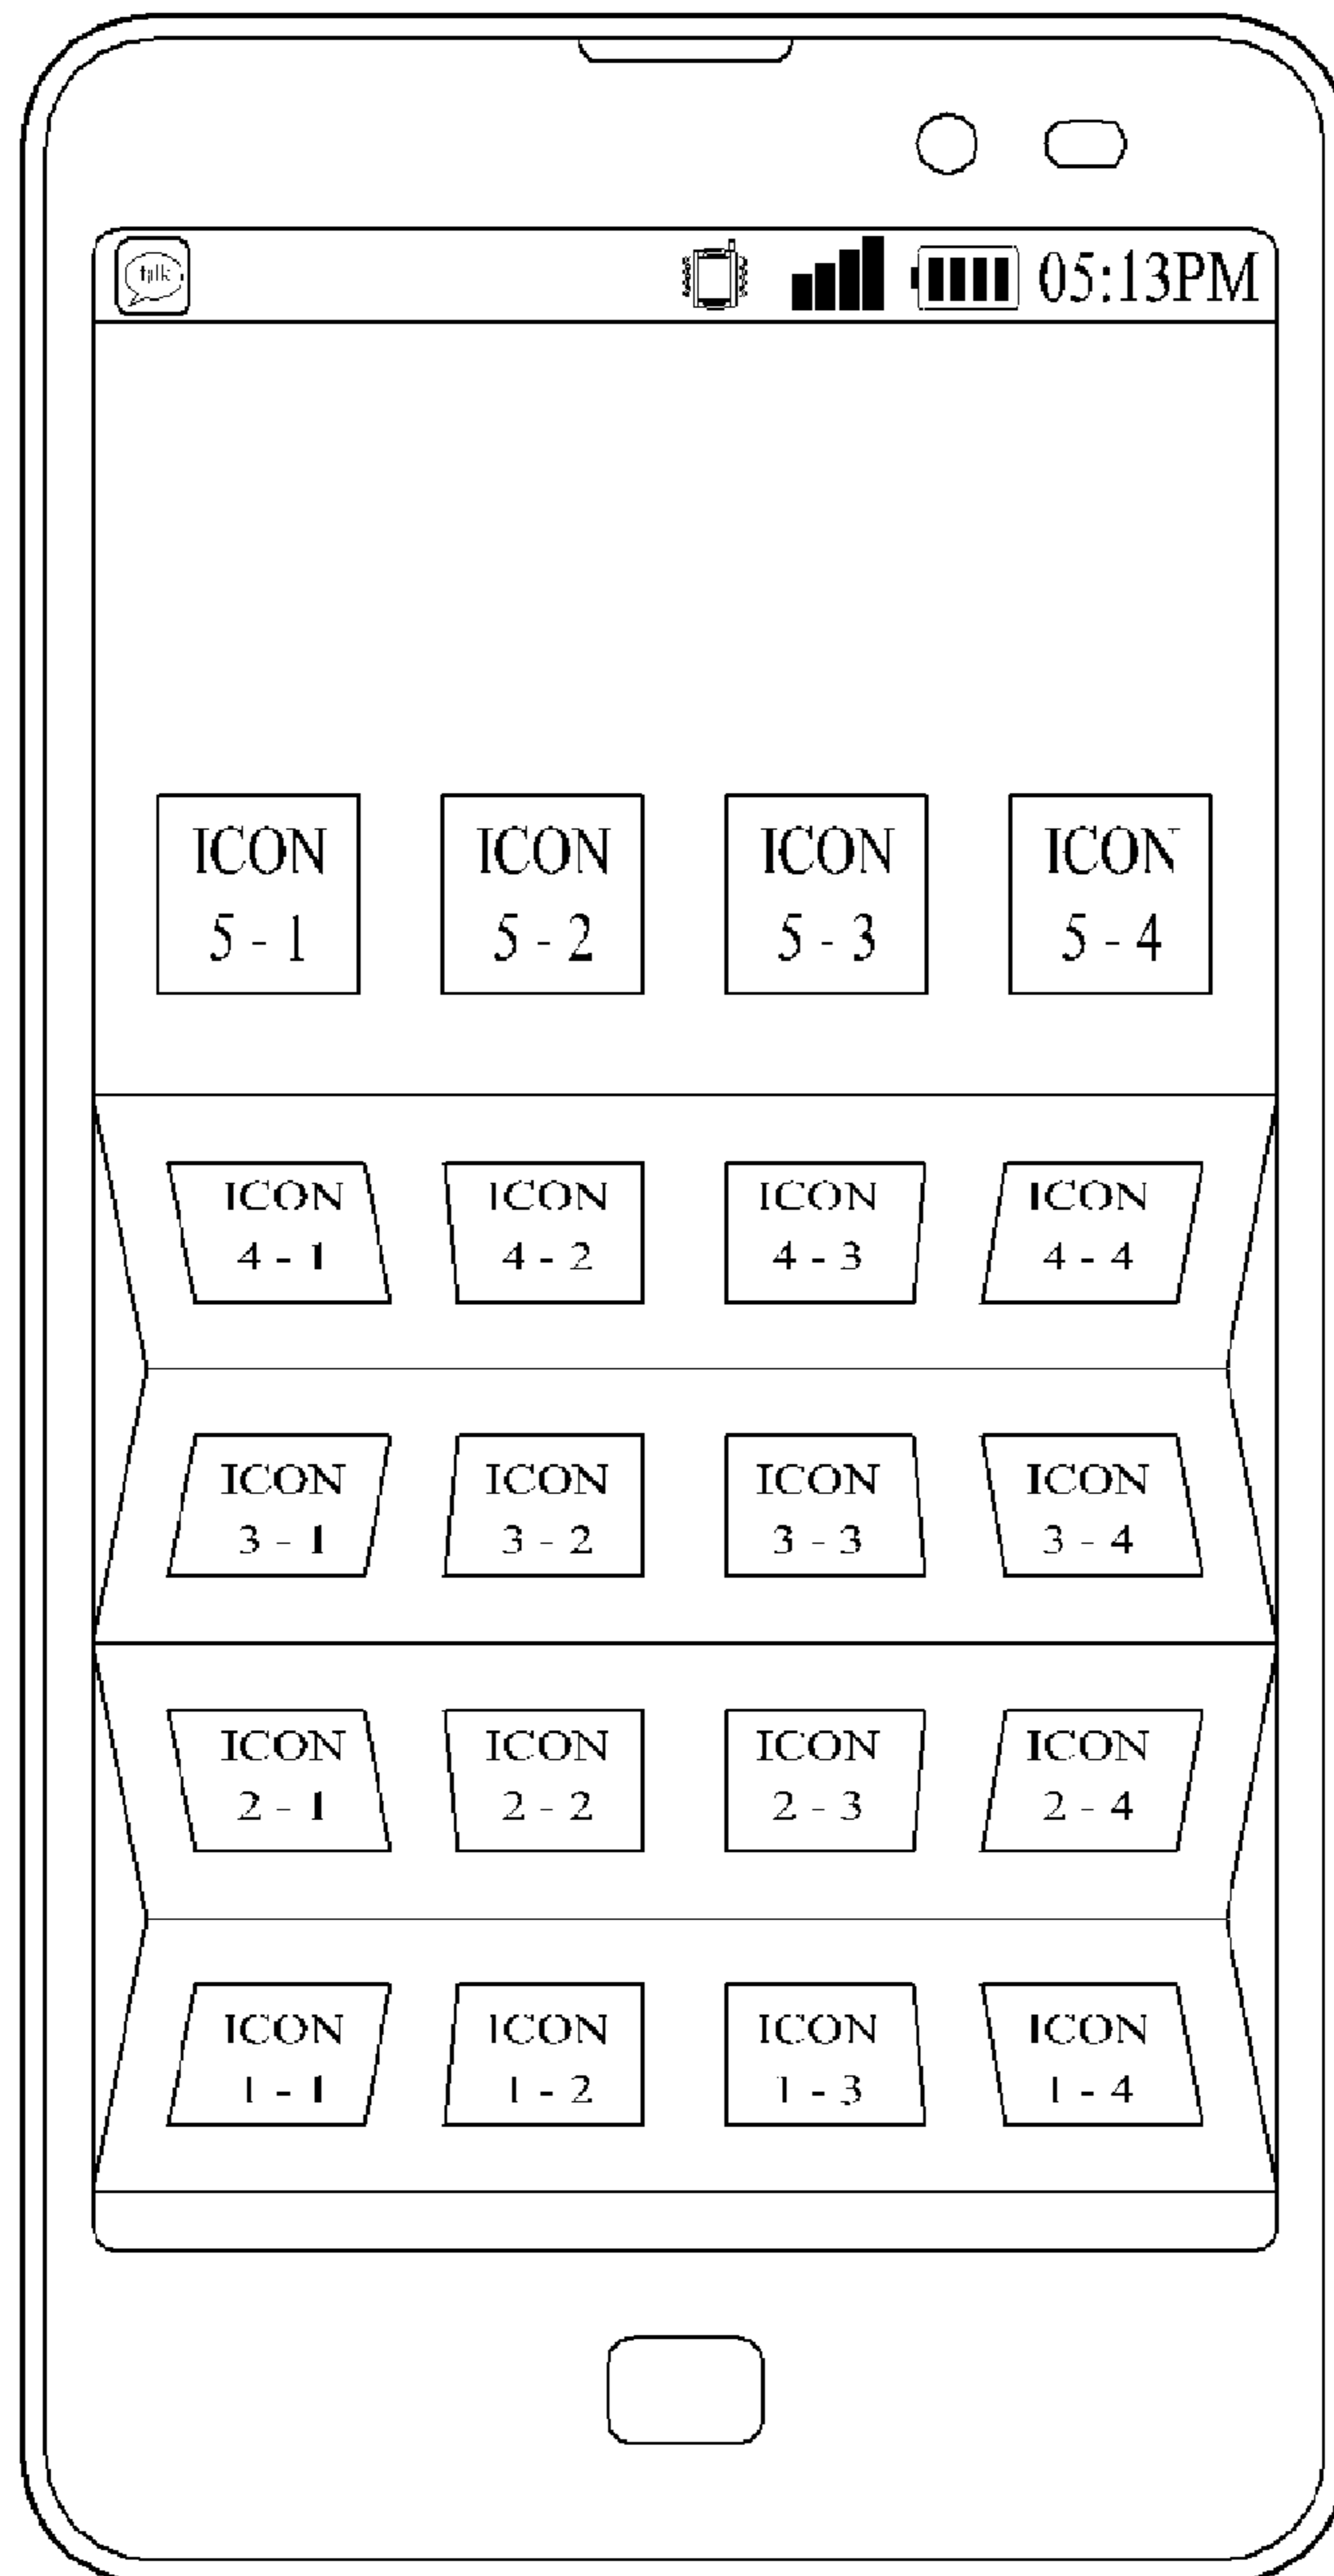 talk 05:13PM
ICON ICON ICON ICON
5 - 1 5 - 2 5 - 3 5 - 4
ICON ICON ICON ICON
4 - 1 4 - 2 4 - 3 4 - 4
ICON ICON ICON ICON
3 - 1 3 - 2 3 - 3 3 - 4
ICON ICON ICON ICON
2 - 1 2 - 2 2 - 3 2 - 4
ICON ICON ICON ICON
1 - 1 1 - 2 1 - 3 1 - 4